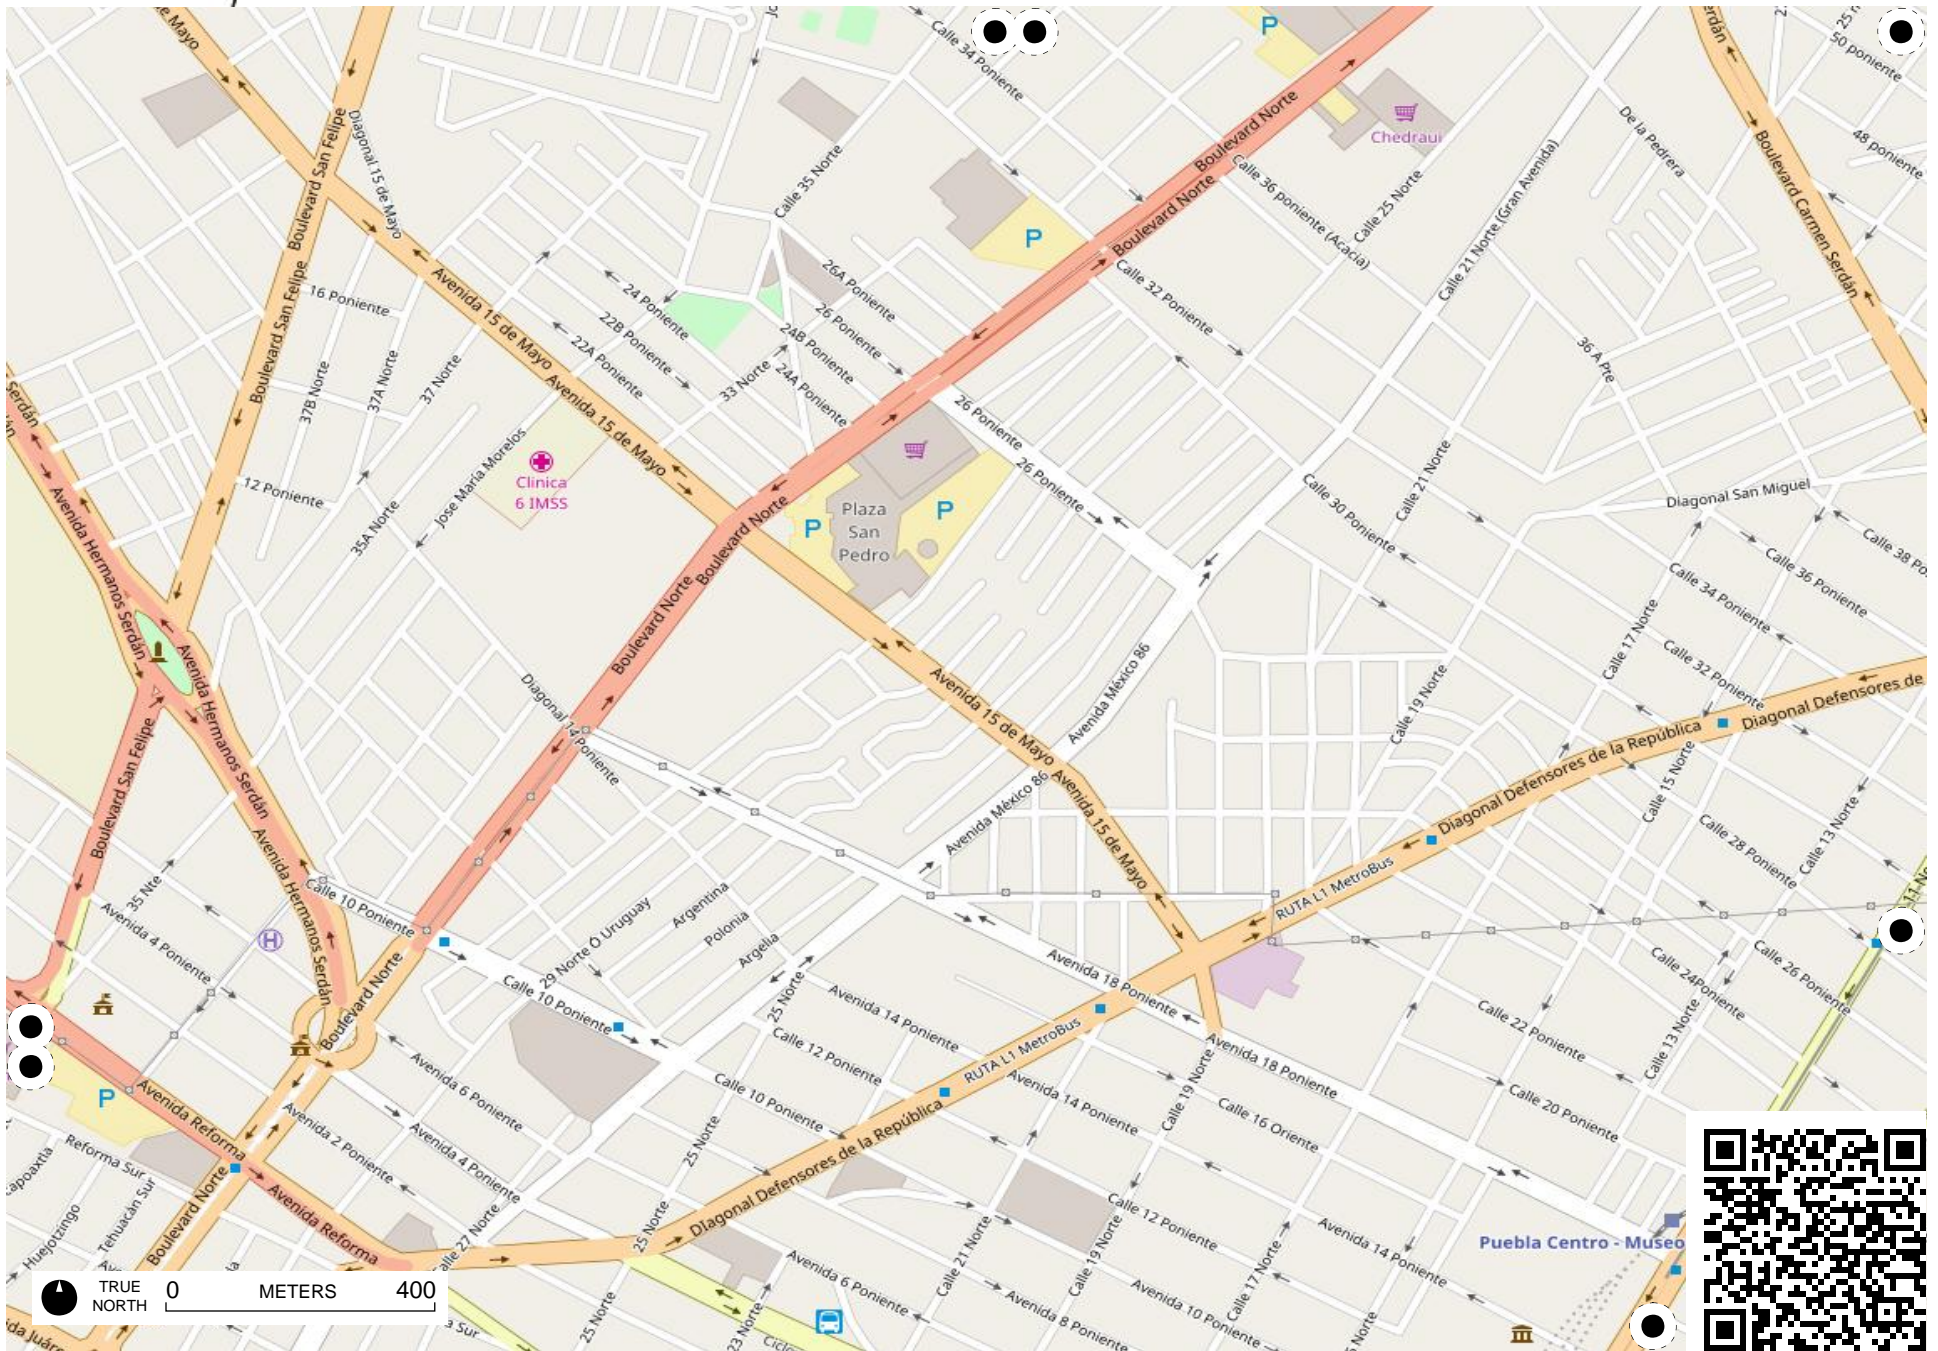 de Mayo
Calle 34 Poniente
Boulevard Norte
Chedraui
50 poniente
48 poniente
De la Pedrera
Boulevard Carmen Serdán
Boulevard San Felipe
Diagonal 15 de Mayo
Calle 35 Norte
Boulevard San Felipe
Boulevard Norte
Calle 36 poniente (Acacia)
Calle 25 Norte
Calle 21 Norte (Gran Avenida)
16 Poniente
Avenida 15 de Mayo
24 Poniente
26A Poniente
26 Poniente
Calle 32 Poniente
Boulevard San Felipe
22B Poniente
22A Poniente
24B Poniente
24A Poniente
33 Norte
37B Norte
37A Norte
37 Norte
36 A Pte
Avenida 15 de Mayo
26 Poniente
26 Poniente
Jose María Morelos
Clinica
6 IMSS
12 Poniente
35A Norte
Plaza
San
Pedro
Boulevard Norte
Boulevard Norte
Calle 30 Poniente
Calle 21 Norte
Diagonal San Miguel
Calle 36 Poniente
Calle 34 Poniente
Calle 32 Poniente
Calle 17 Norte
Avenida Hermanos Serdán
Avenida Hermanos Serdán
Avenida Hermanos Serdán
Diagonal 14 Poniente
Avenida 15 de Mayo
Avenida 15 de Mayo
Avenida México 86
Avenida México 86
Calle 19 Norte
Diagonal Defensores de
Diagonal Defensores de la República
Calle 15 Norte
Calle 13 Norte
Calle 28 Poniente
Boulevard San Felipe
35 Nte
Avenida 4 Poniente
Calle 10 Poniente
Boulevard Norte
29 Norte Ó Uruguay
Argentina
Polonia
Argelia
25 Norte
RUTA L1 MetroBus
Avenida 18 Poniente
Calle 24Poniente
Calle 26 Poniente
Calle 10 Poniente
Avenida 14 Poniente
Calle 12 Poniente
Calle 22 Poniente
Calle 13 Norte
RUTA L1 MetroBus
Avenida 18 Poniente
Calle 19 Norte
Calle 10 Poniente
Avenida 6 Poniente
Avenida 14 Poniente
Calle 16 Oriente
Calle 20 Poniente
Avenida Reforma
Avenida 2 Poniente
Avenida 4 Poniente
25 Norte
Diagonal Defensores de la República
Reforma Sur
Tehuacán Sur
Huejotzingo
Boulevard Norte
Avenida Reforma
25 Norte
Calle 12 Poniente
Avenida 14 Poniente
Calle 21 Norte
Calle 19 Norte
Calle 17 Norte
Puebla Centro - Museo
Avenida 6 Poniente
Avenida 8 Poniente
Avenida 10 Poniente
25 Norte
23 Norte
TRUE
NORTH
0 METERS 400